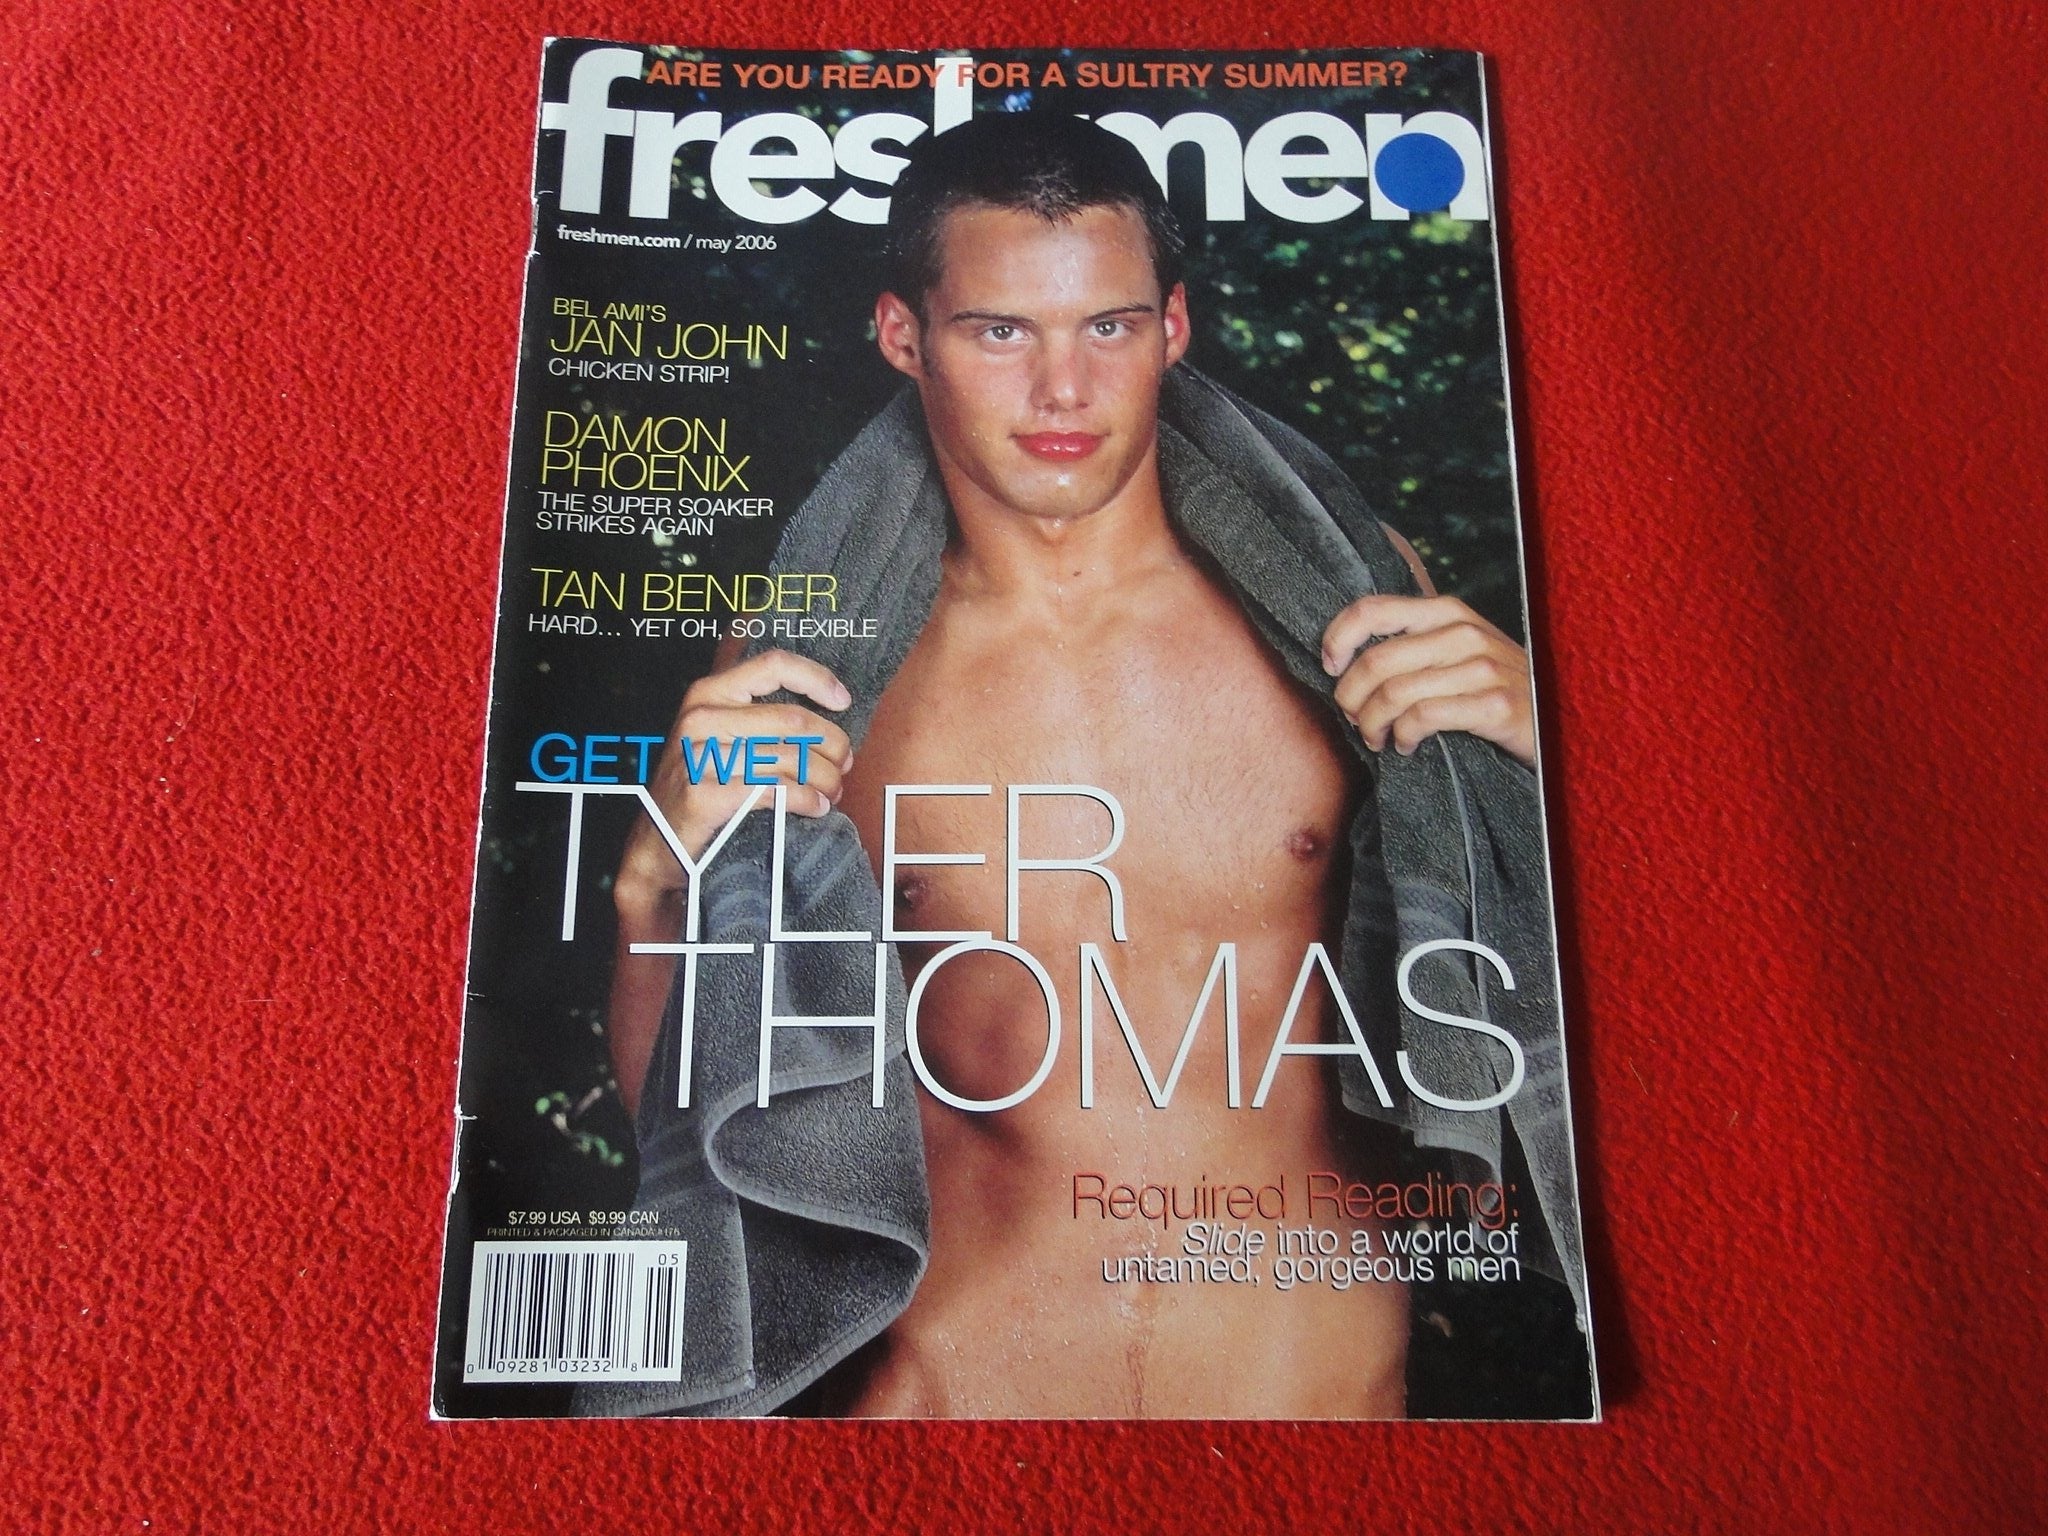 ARE YOU READY FOR A SULTRY SUMMER?
freshmen
freshmen.com / may 2006
BEL AMI'S
JAN JOHN
CHICKEN STRIP!
DAMON
PHOENIX
THE SUPER SOAKER
STRIKES AGAIN
TAN BENDER
HARD... YET OH, SO FLEXIBLE
GET WET
TYLER
THOMAS
Required Reading:
Slide into a world of
untamed, gorgeous men
$7.99 USA $9.99 CAN
PRINTED & PACKAGED IN CANADA
05
0 09281 03232 8